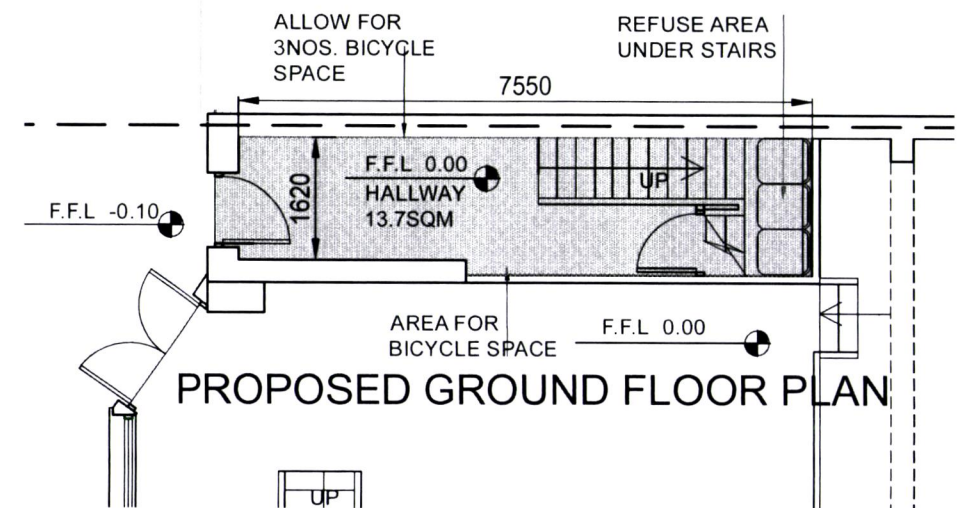 ALLOW FOR
3NOS. BICYCLE
SPACE
REFUSE AREA
UNDER STAIRS
7550
F.F.L 0.00
HALLWAY
13.7SQM
1620
UP
F.F.L -0.10
AREA FOR
BICYCLE SPACE
F.F.L 0.00
PROPOSED GROUND FLOOR PLAN
UP